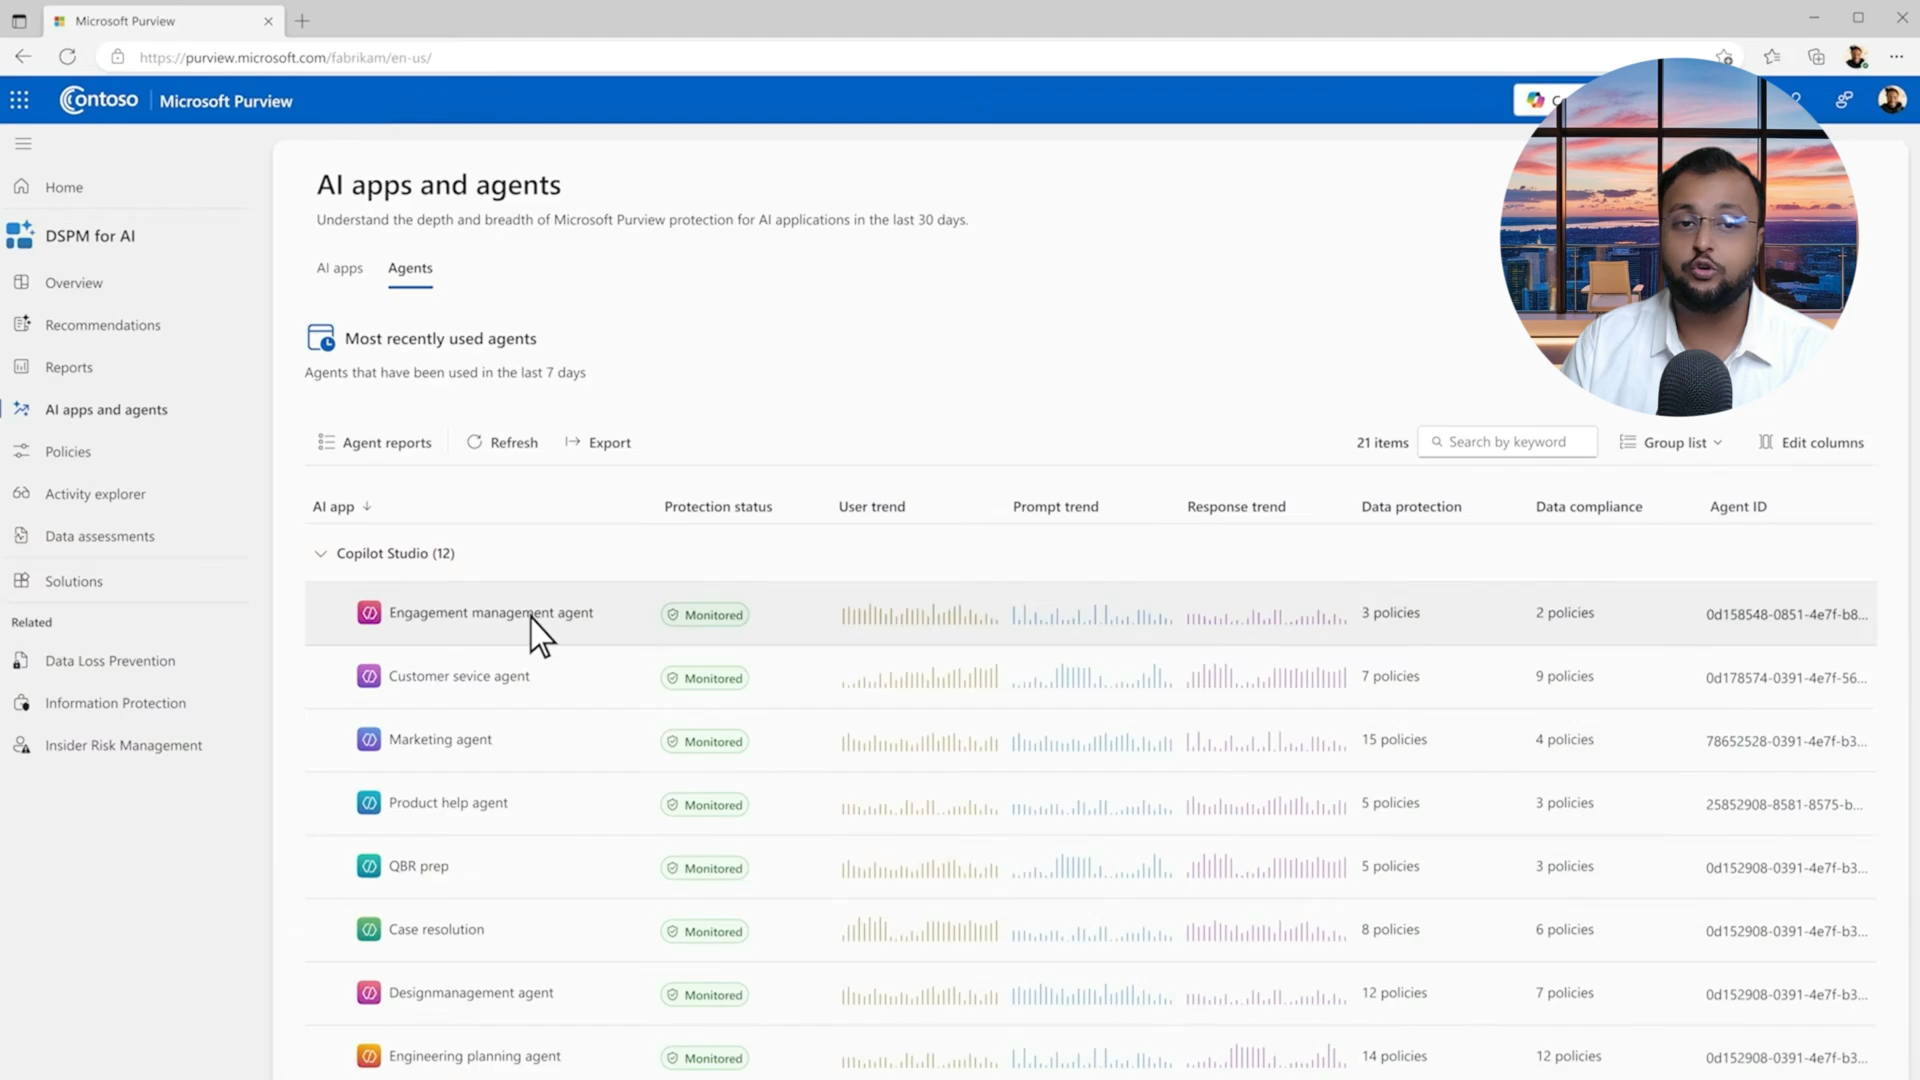 Microsoft Purview
https://purview.microsoft.com/fabrikam/en-us/
Contoso
Microsoft Purview
Home
DSPM for AI
Overview
Recommendations
Reports
AI apps and agents
Policies
Activity explorer
Data assessments
Solutions
Related
Data Loss Prevention
Information Protection
Insider Risk Management
AI apps and agents
Understand the depth and breadth of Microsoft Purview protection for AI applications in the last 30 days.
AI apps Agents
Most recently used agents
Agents that have been used in the last 7 days
Agent reports Refresh Export 21 items Search by keyword Group list Edit columns
AI app Protection status User trend Prompt trend Response trend Data protection Data compliance Agent ID
Copilot Studio (12)
Engagement management agent Monitored 3 policies 2 policies 0d158548-0851-4e7f-b8...
Customer sevice agent Monitored 7 policies 9 policies 0d178574-0391-4e7f-56...
Marketing agent Monitored 15 policies 4 policies 78652528-0391-4e7f-b3...
Product help agent Monitored 5 policies 3 policies 25852908-8581-8575-b...
QBR prep Monitored 5 policies 3 policies 0d152908-0391-4e7f-b3...
Case resolution Monitored 8 policies 6 policies 0d152908-0391-4e7f-b3...
Designmanagement agent Monitored 12 policies 7 policies 0d152908-0391-4e7f-b3...
Engineering planning agent Monitored 14 policies 12 policies 0d152908-0391-4e7f-b3...